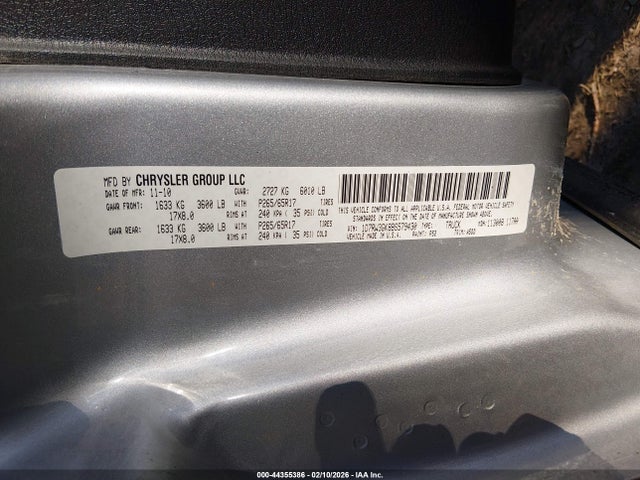 MFD BY CHRYSLER GROUP LLC
DATE OF MFR: 11-10 GVWR: 2727 KG 6010 LB
GAWR FRONT: 1633 KG 3600 LB WITH P265/65R17 TIRES
17X8.0 RIMS AT 240 KPA ( 35 PSI) COLD
GAWR REAR: 1633 KG 3600 LB WITH P265/65R17 TIRES
17X8.0 RIMS AT 240 KPA ( 35 PSI) COLD
THIS VEHICLE CONFORMS TO ALL APPLICABLE U.S.A. FEDERAL MOTOR VEHICLE SAFETY
STANDARDS IN EFFECT ON THE DATE OF MANUFACTURE SHOWN ABOVE.
VIN: TYPE: TRUCK MDH:
MADE IN U.S.A. PAINT: TRIM:
000-44355386 - 02/10/2026 - IAA Inc.